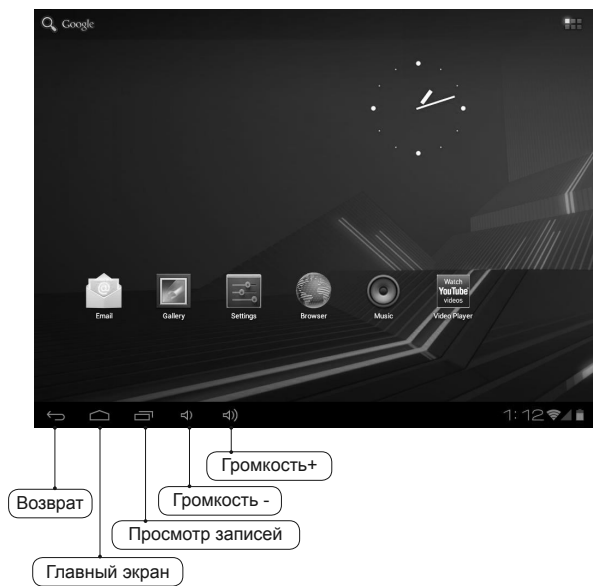 Google
Email
Gallery
Settings
Browser
Music
Watch
YouTube
videos
Video Player
1:12
Громкость+
Возврат
Громкость -
Просмотр записей
Главный экран